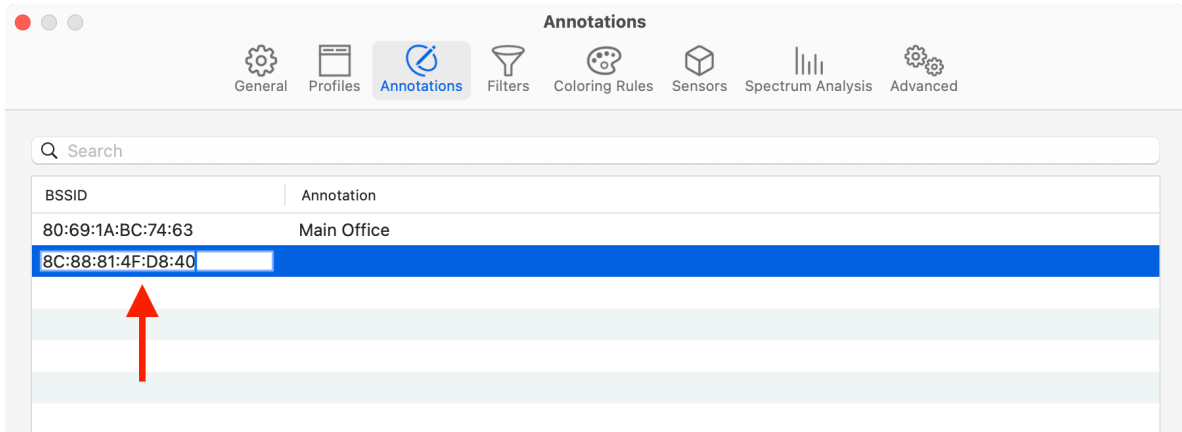 Annotations
General Profiles Annotations Filters Coloring Rules Sensors Spectrum Analysis Advanced
Search
BSSID Annotation
80:69:1A:BC:74:63 Main Office
8C:88:81:4F:D8:40